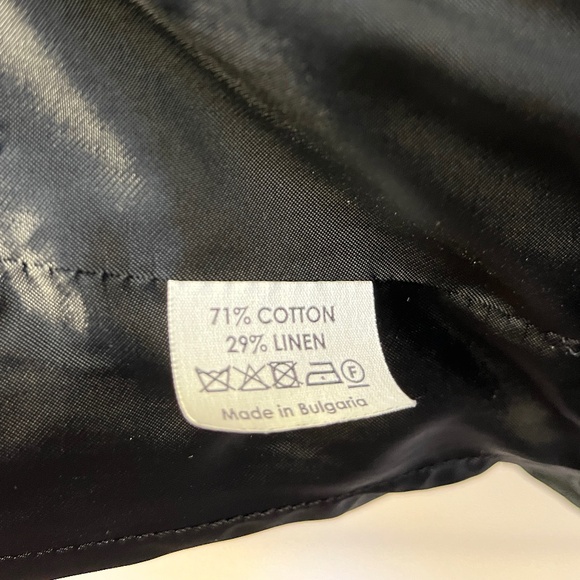 71% COTTON
29% LINEN
F
Made in Bulgaria